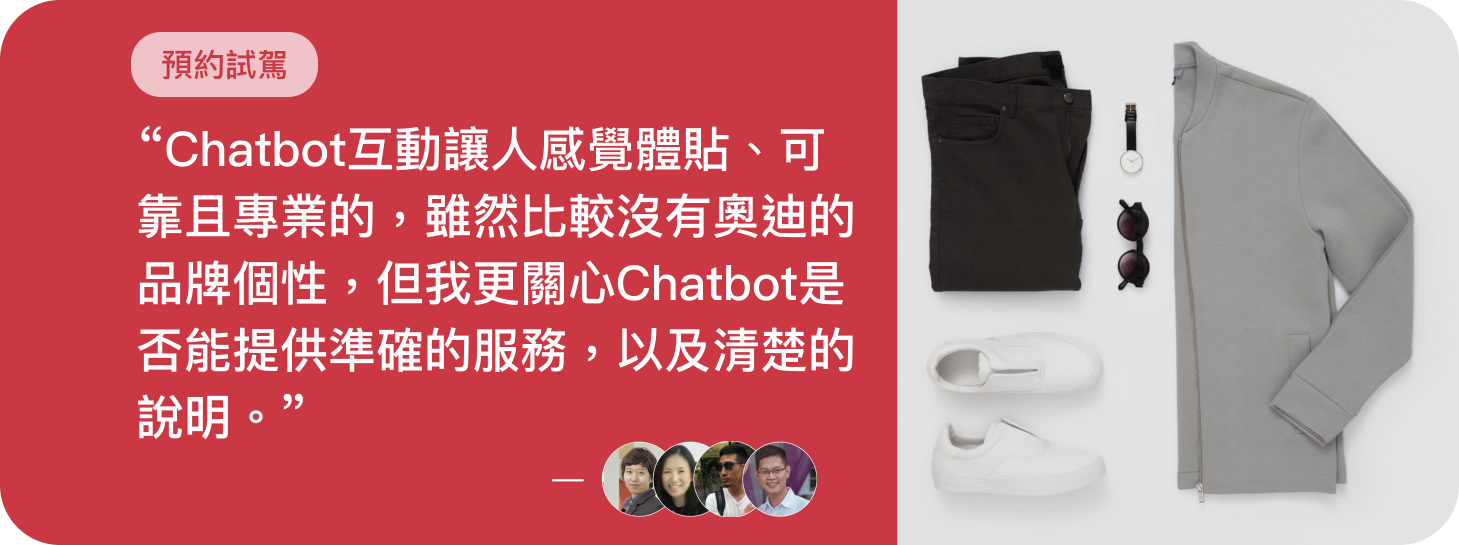 預約試駕
“Chatbot互動讓人感覺體貼、可
靠且專業的，雖然比較沒有奧迪的
品牌個性，但我更關心Chatbot是
否能提供準確的服務，以及清楚的
說明。”
—